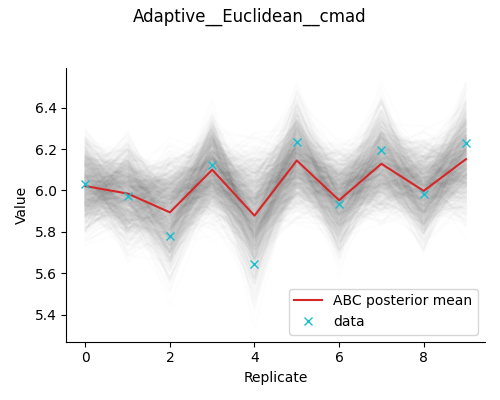 Adaptive__Euclidean__cmad
6.4
6.2
6.0
5.8
5.6
5.4
Value
0 2 4 6 8
Replicate
ABC posterior mean
data